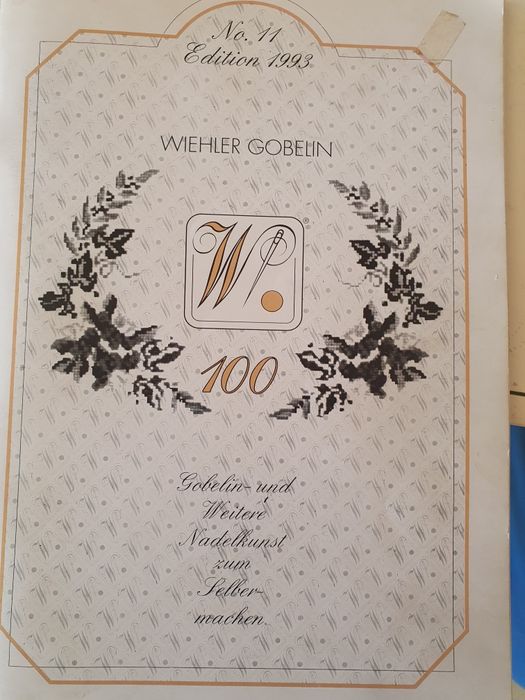 No. 11
Edition 1993
WIEHLER GOBELIN
W
®
100
Gobelin- und
Weitere
Nadelkunst
zum
Selber-
machen.